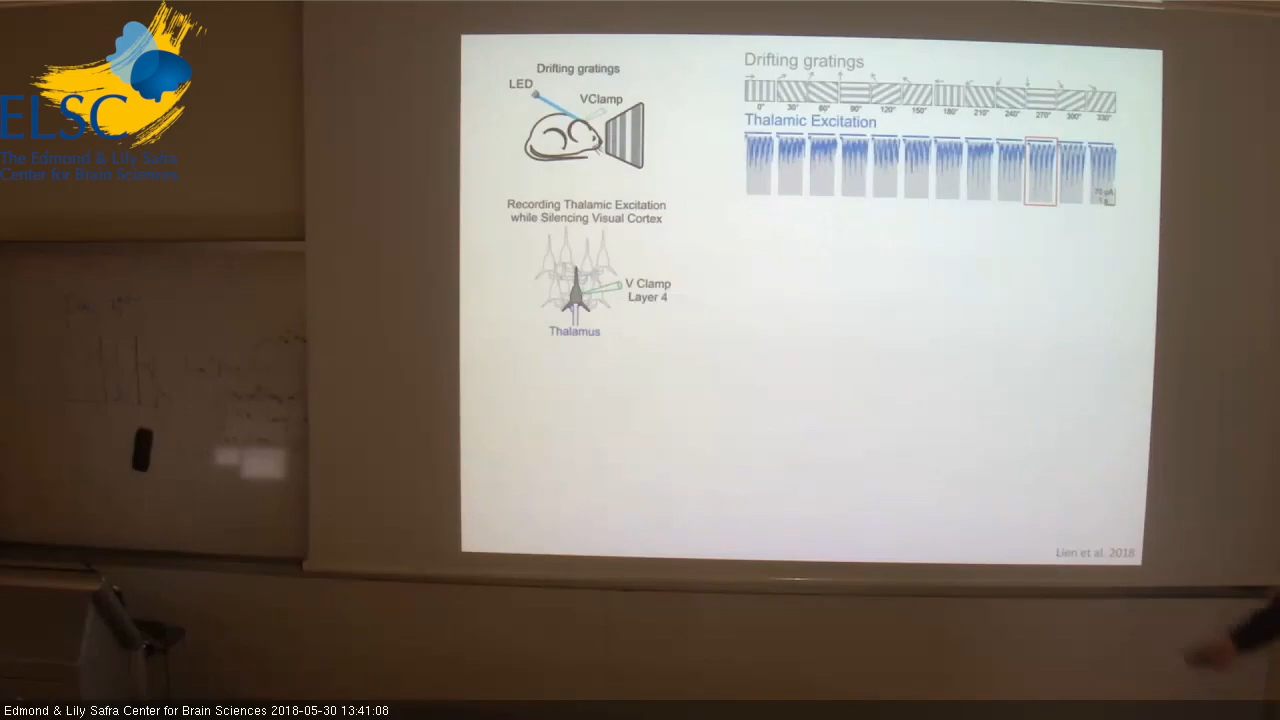 ELSC
The Edmond & Lily Safra
Center for Brain Sciences
Drifting gratings
LED
VClamp
Recording Thalamic Excitation
while Silencing Visual Cortex
V Clamp
Layer 4
Thalamus
Drifting gratings
0° 30° 60° 90° 120° 150° 180° 210° 240° 270° 300° 330°
Thalamic Excitation
70 pA
Lien et al. 2018
Edmond & Lily Safra Center for Brain Sciences 2018-05-30 13:41:08